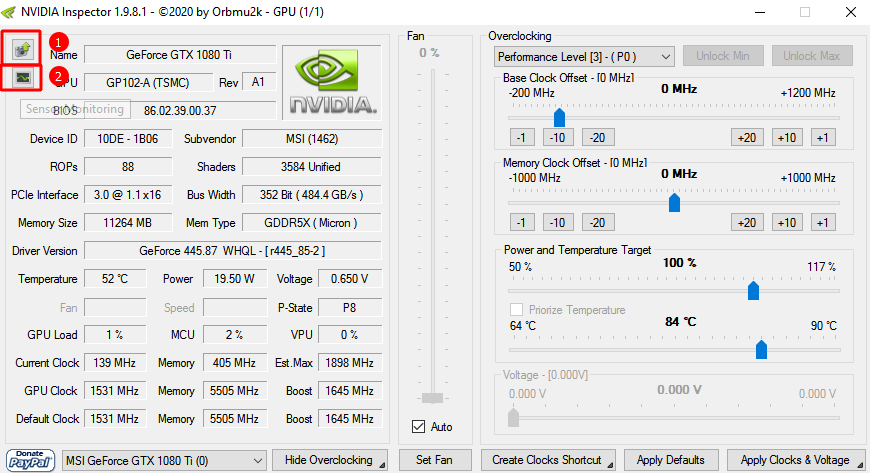 NVIDIA Inspector 1.9.8.1 - ©2020 by Orbmu2k - GPU (1/1)
1
Name GeForce GTX 1080 Ti
2
GPU GP102-A (TSMC) Rev A1
NVIDIA.
Sensor Monitoring
BIOS 86.02.39.00.37
Device ID 10DE - 1B06 Subvendor MSI (1462)
ROPs 88 Shaders 3584 Unified
PCIe Interface 3.0 @ 1.1 x16 Bus Width 352 Bit ( 484.4 GB/s )
Memory Size 11264 MB Mem Type GDDR5X ( Micron )
Driver Version GeForce 445.87 WHQL - [ r445_85-2 ]
Temperature 52 °C Power 19.50 W Voltage 0.650 V
Fan Speed P-State P8
GPU Load 1 % MCU 2 % VPU 0 %
Current Clock 139 MHz Memory 405 MHz Est.Max 1898 MHz
GPU Clock 1531 MHz Memory 5505 MHz Boost 1645 MHz
Default Clock 1531 MHz Memory 5505 MHz Boost 1645 MHz
Fan
0 %
Auto
Overclocking
Performance Level [3] - ( P0 ) Unlock Min Unlock Max
Base Clock Offset - [0 MHz]
-200 MHz 0 MHz +1200 MHz
-1 -10 -20 +20 +10 +1
Memory Clock Offset - [0 MHz]
-1000 MHz 0 MHz +1000 MHz
-1 -10 -20 +20 +10 +1
Power and Temperature Target
50 % 100 % 117 %
Priorize Temperature
64 °C 84 °C 90 °C
Voltage - [0.000V]
0.000 V 0.000 V 0.000 V
Donate
PayPal
MSI GeForce GTX 1080 Ti (0) Hide Overclocking Set Fan Create Clocks Shortcut Apply Defaults Apply Clocks & Voltage